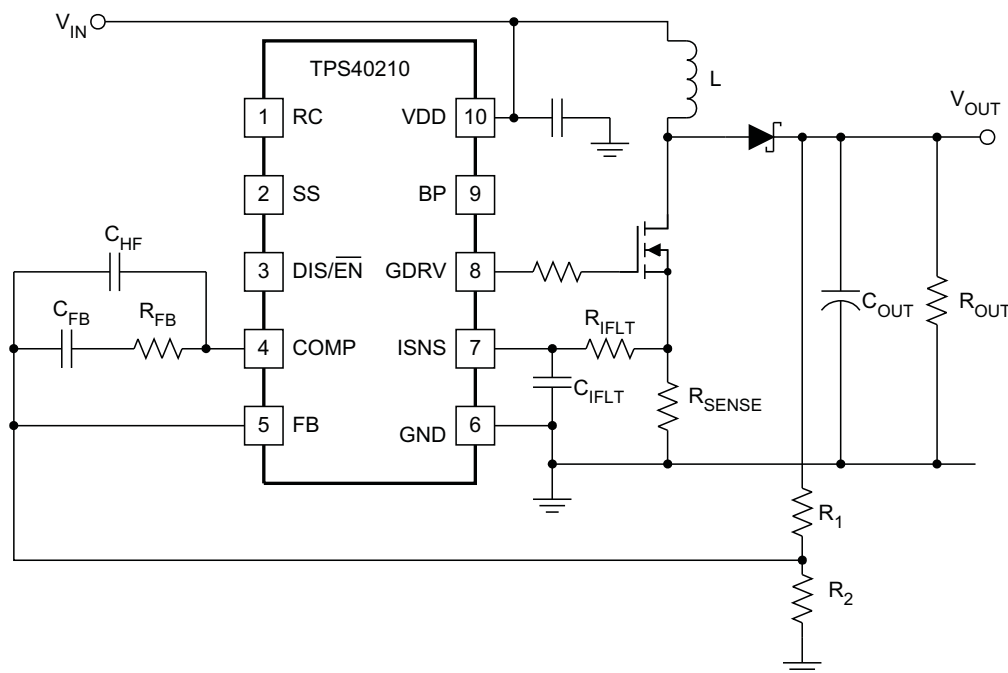 V_IN
TPS40210
L
V_OUT
1 RC
VDD 10
2 SS
BP 9
C_HF
3 DIS/E̅N̅
GDRV 8
C_FB
R_FB
R_IFLT
C_OUT
R_OUT
4 COMP
ISNS 7
C_IFLT
R_SENSE
5 FB
GND 6
R_1
R_2